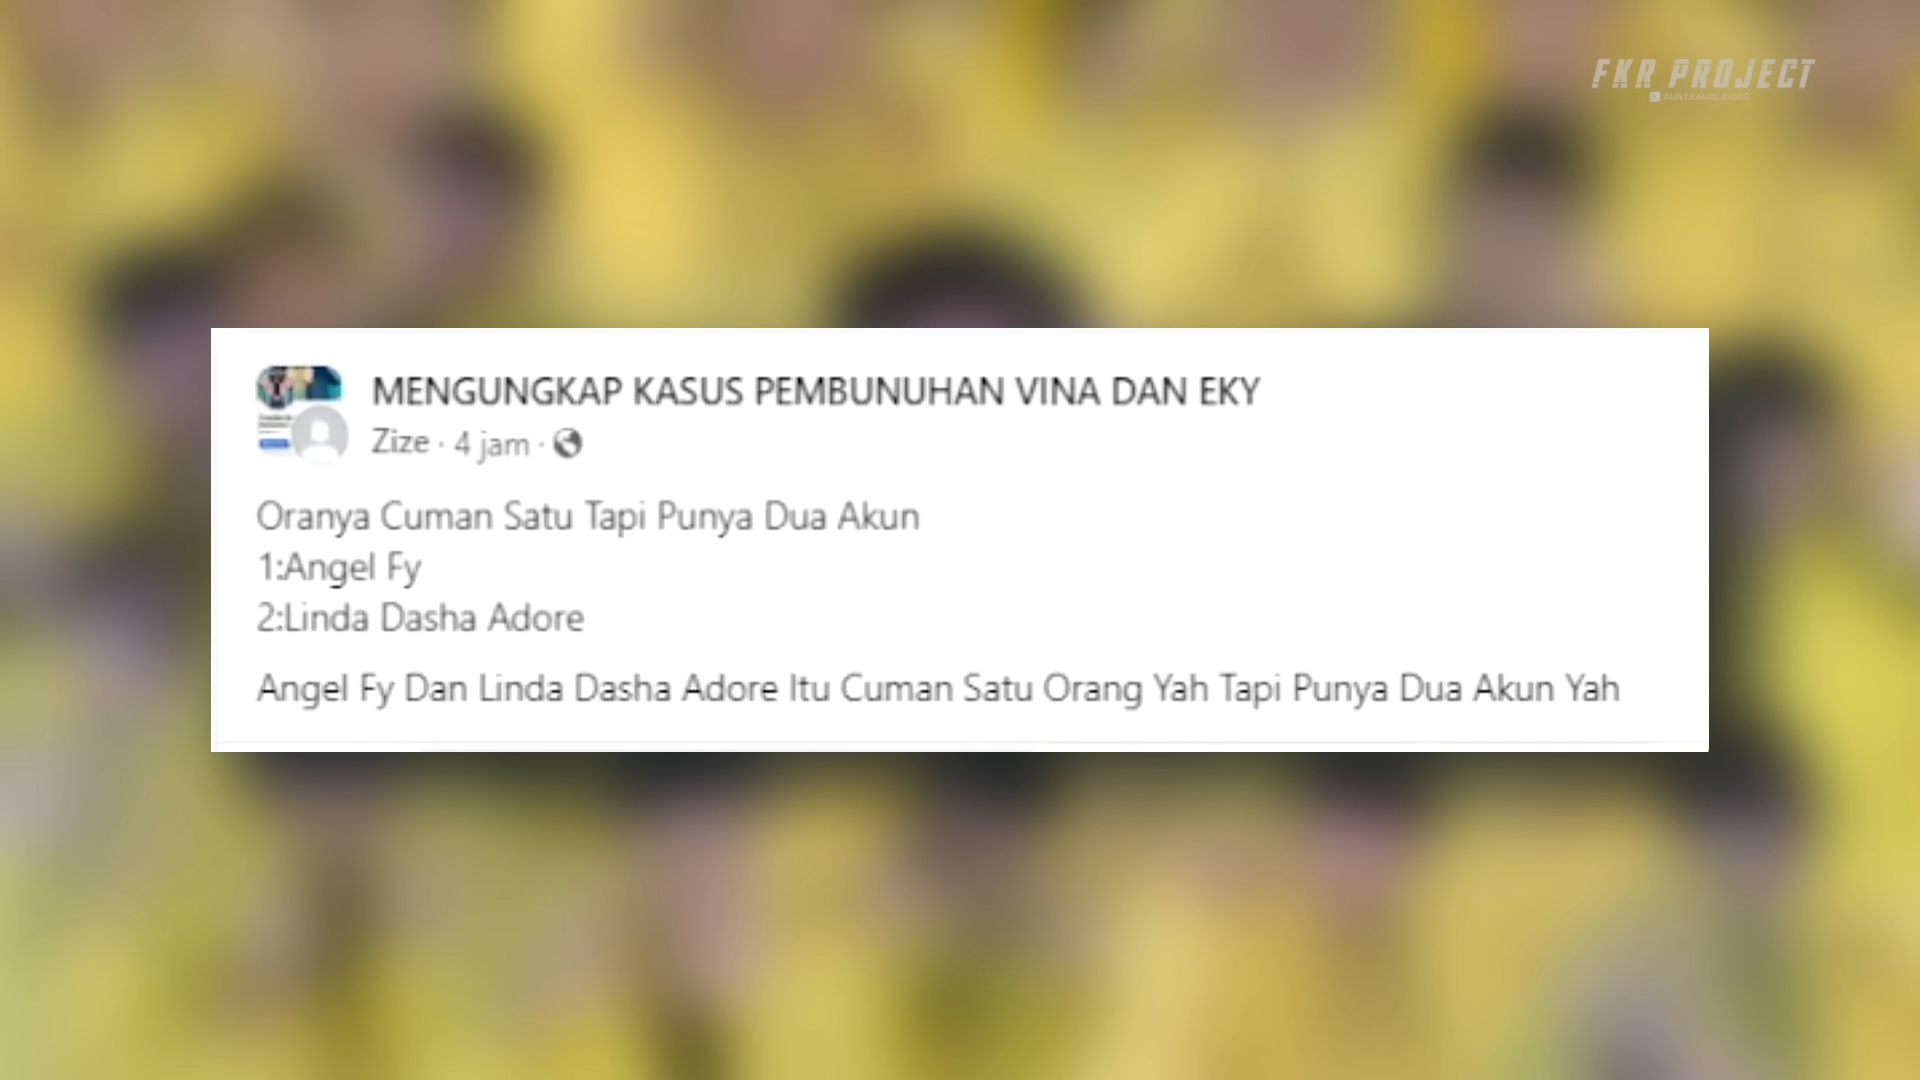 FKR PROJECT
MENGUNGKAP KASUS PEMBUNUHAN VINA DAN EKY
Zize · 4 jam ·
Oranya Cuman Satu Tapi Punya Dua Akun
1:Angel Fy
2:Linda Dasha Adore
Angel Fy Dan Linda Dasha Adore Itu Cuman Satu Orang Yah Tapi Punya Dua Akun Yah